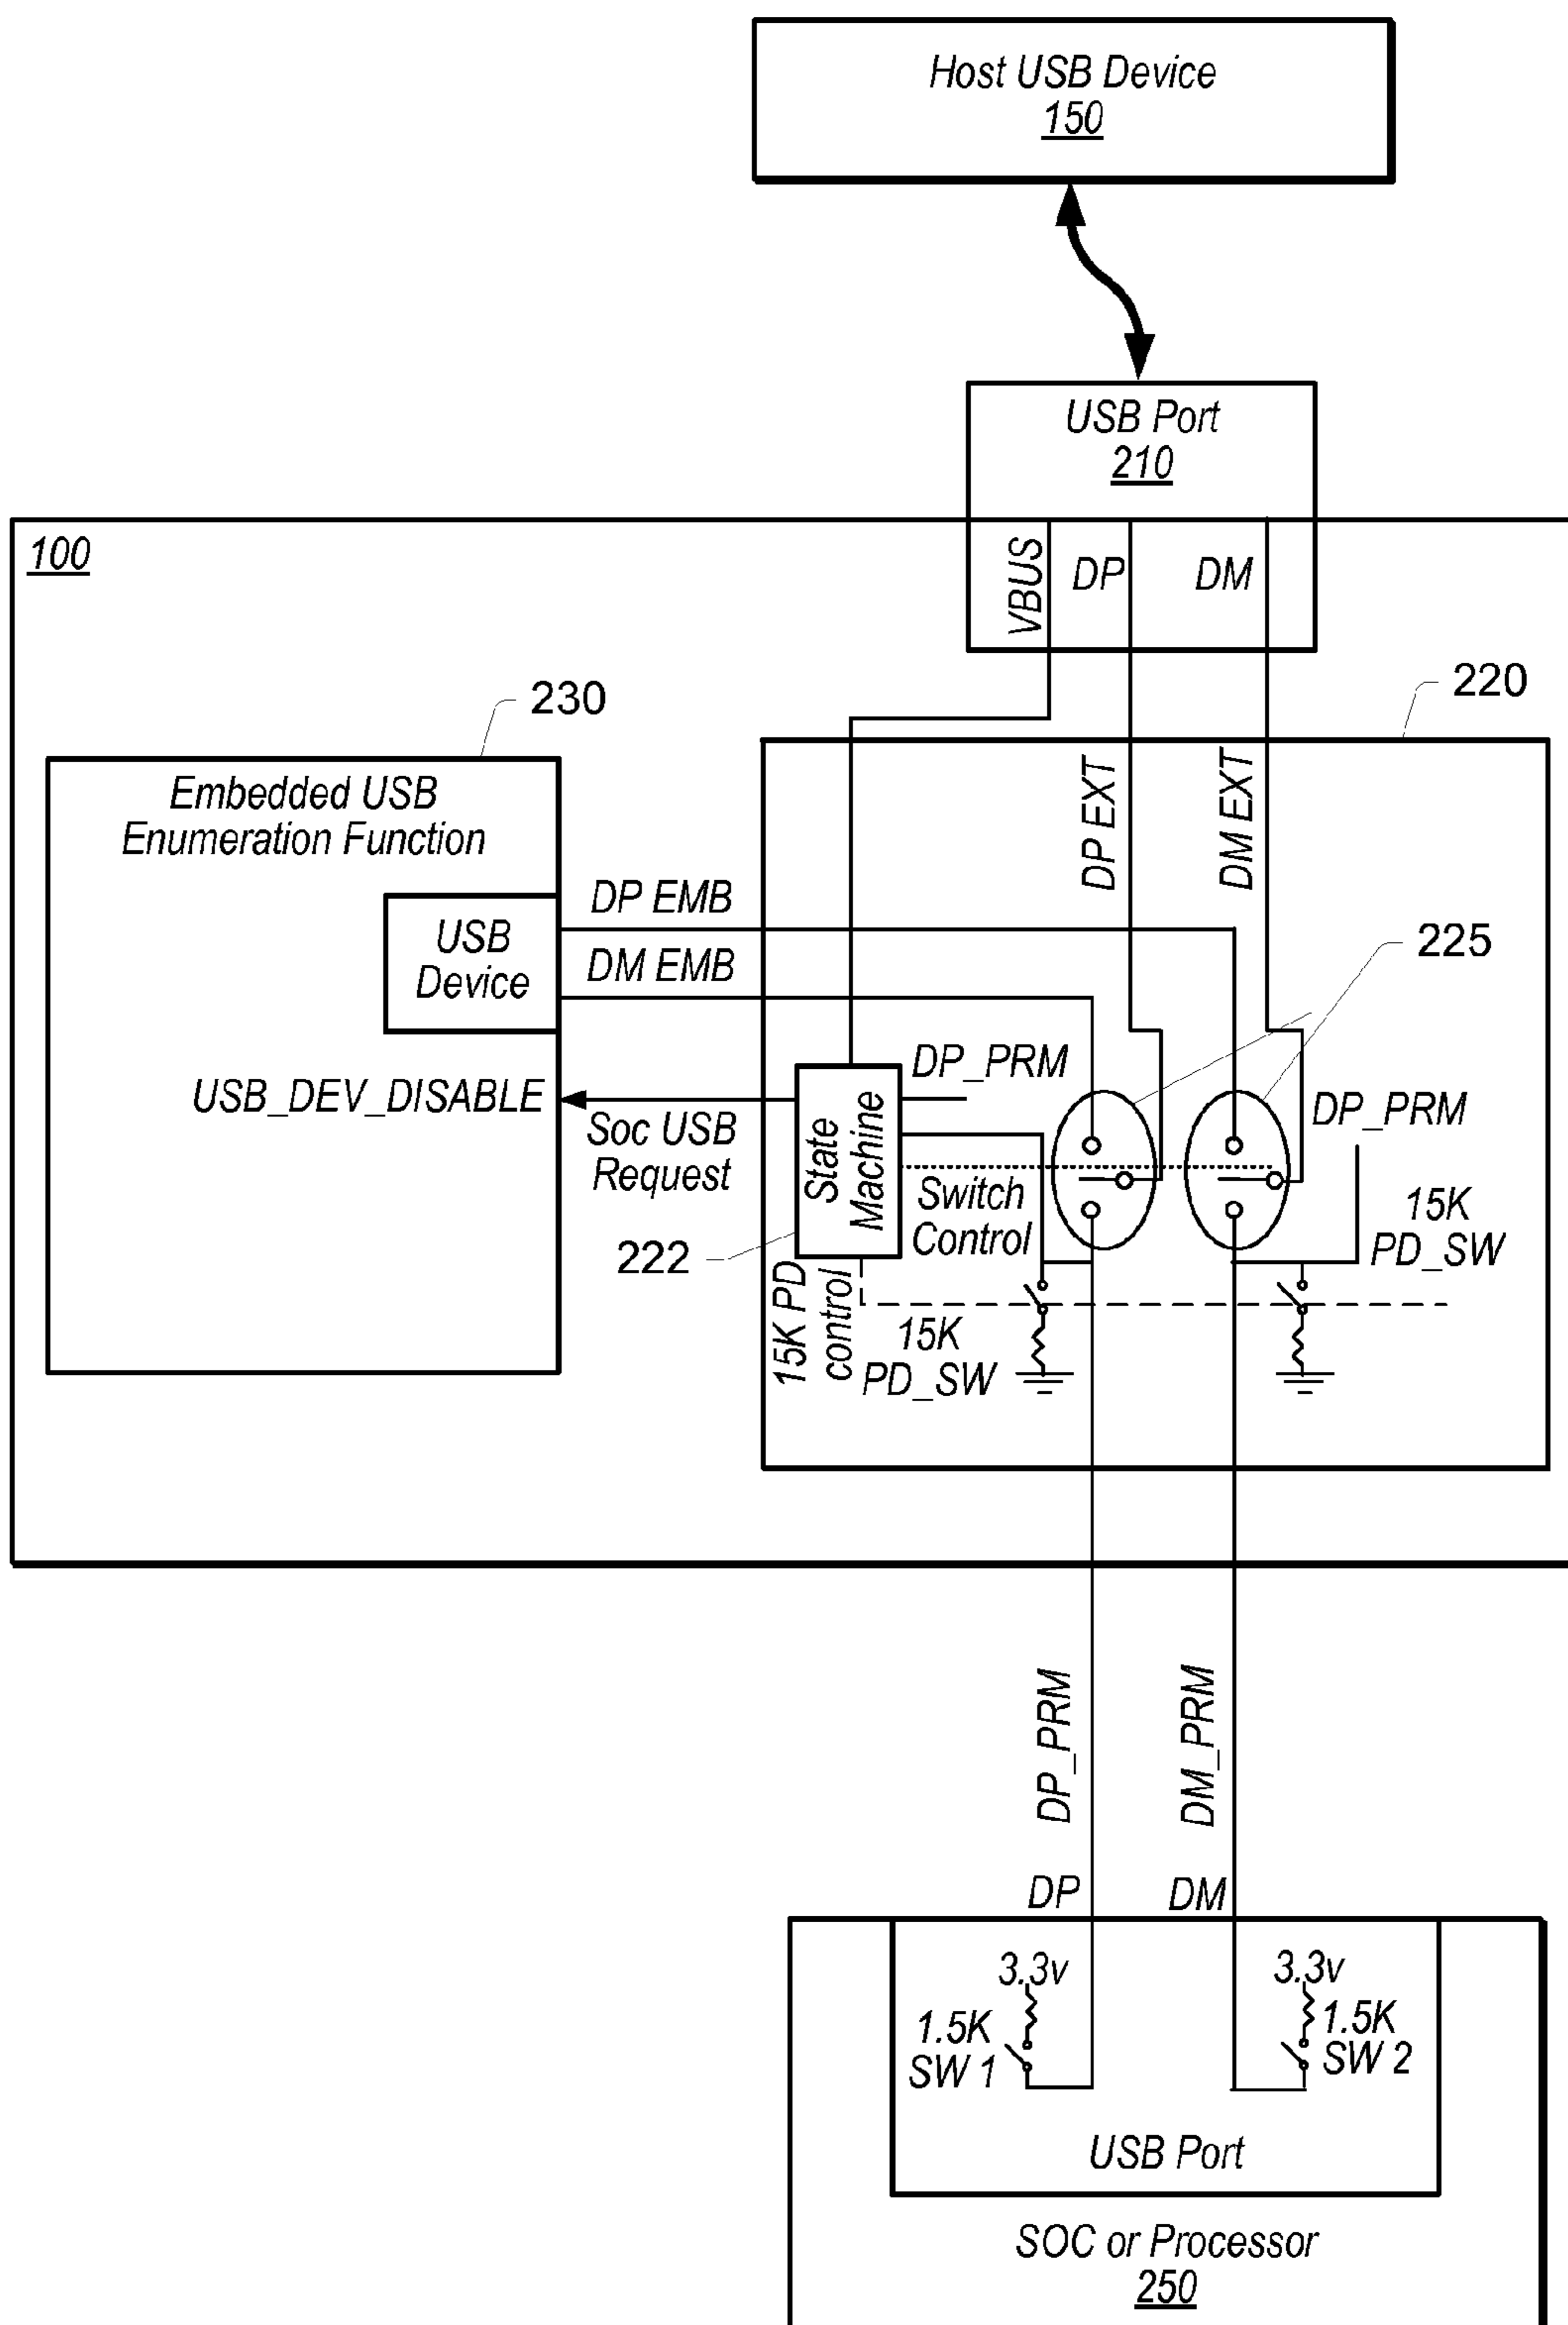 Host USB Device
150
USB Port
210
100
VBUS
DP
DM
230
220
Embedded USB
Enumeration Function
DP EXT
DM EXT
DP EMB
225
USB
Device
DM EMB
DP_PRM
USB_DEV_DISABLE
Soc USB
Request
State
Machine
DP_PRM
Switch
Control
15K
PD_SW
222
15K PD
control
15K
PD_SW
DP_PRM
DM_PRM
DP
DM
3.3v
3.3v
1.5K
SW 1
1.5K
SW 2
USB Port
SOC or Processor
250